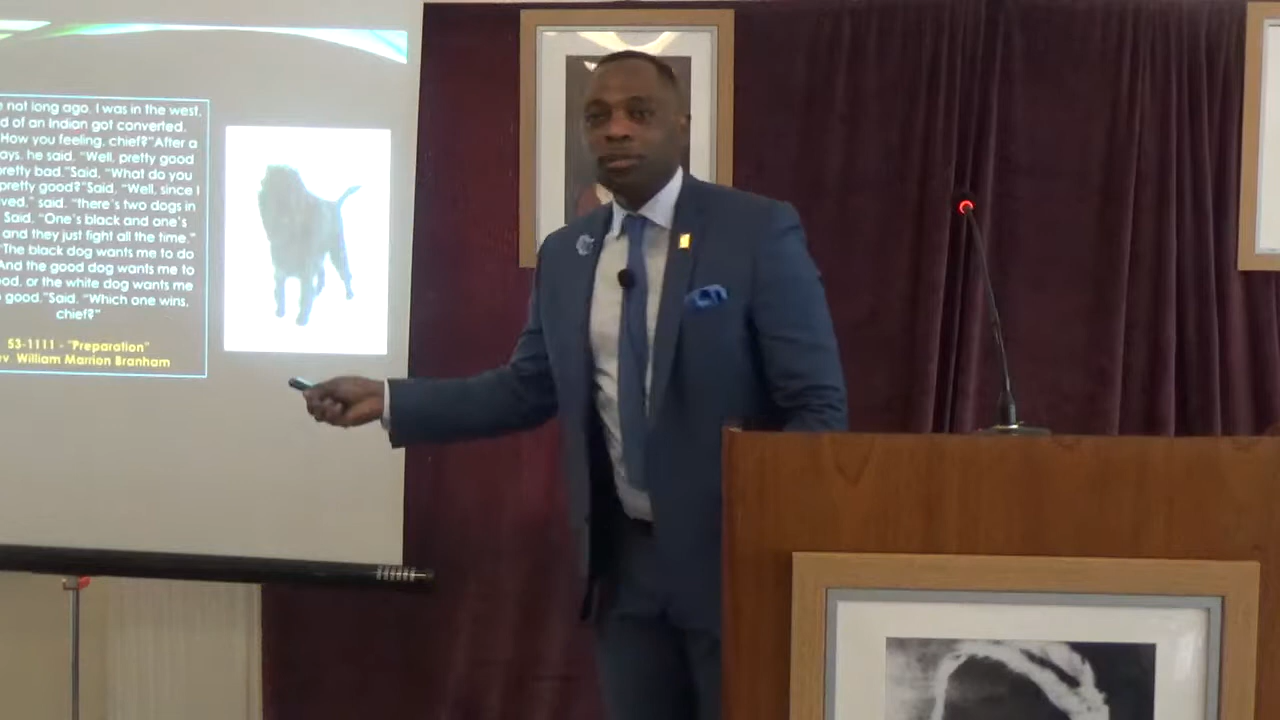 not long ago. I was in the west,
d of an Indian got converted.
How you feeling, chief?"After a
ays, he said, "Well, pretty good
retty bad."Said, "What do you
pretty good?"Said, "Well, since I
ved," said, "there's two dogs in
Said, "One's black and one's
and they just fight all the time."
"The black dog wants me to do
And the good dog wants me to
ood, or the white dog wants me
good."Said, "Which one wins,
chief?"
53-1111 - "Preparation"
ev William Marrion Branham